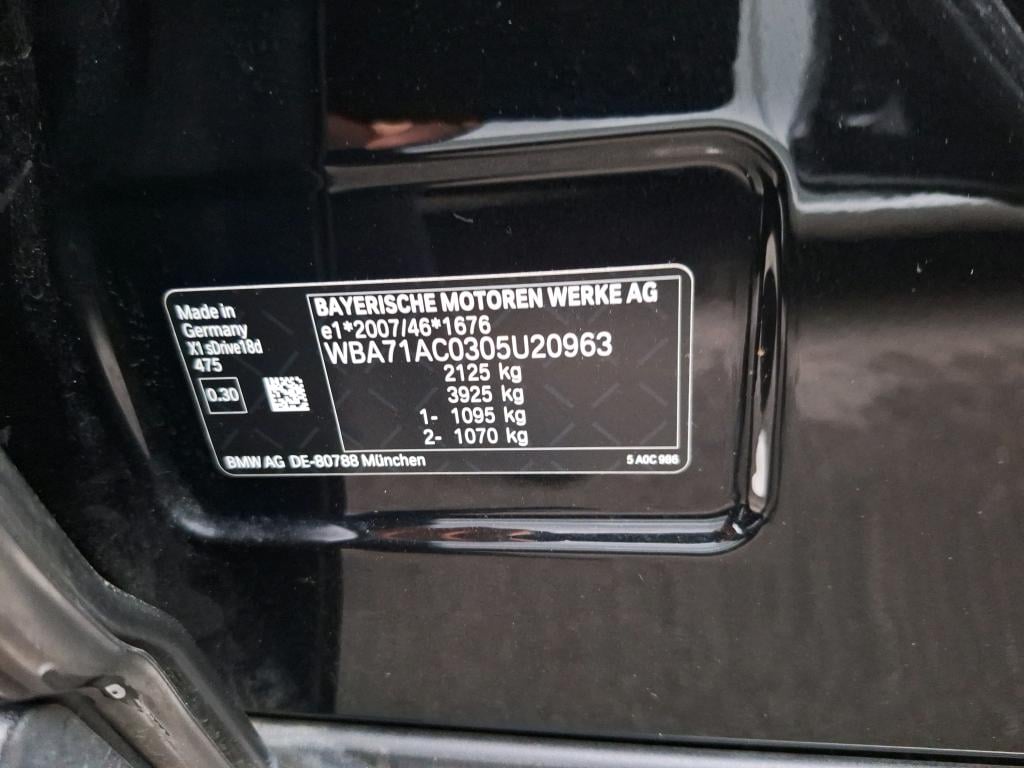 Made in
Germany
X1 sDrive18d
475
0.30
BAYERISCHE MOTOREN WERKE AG
e1*2007/46*1676
WBA71AC0305U20963
2125 kg
3925 kg
1- 1095 kg
2- 1070 kg
BMW AG DE-80788 München
5 A0C 986